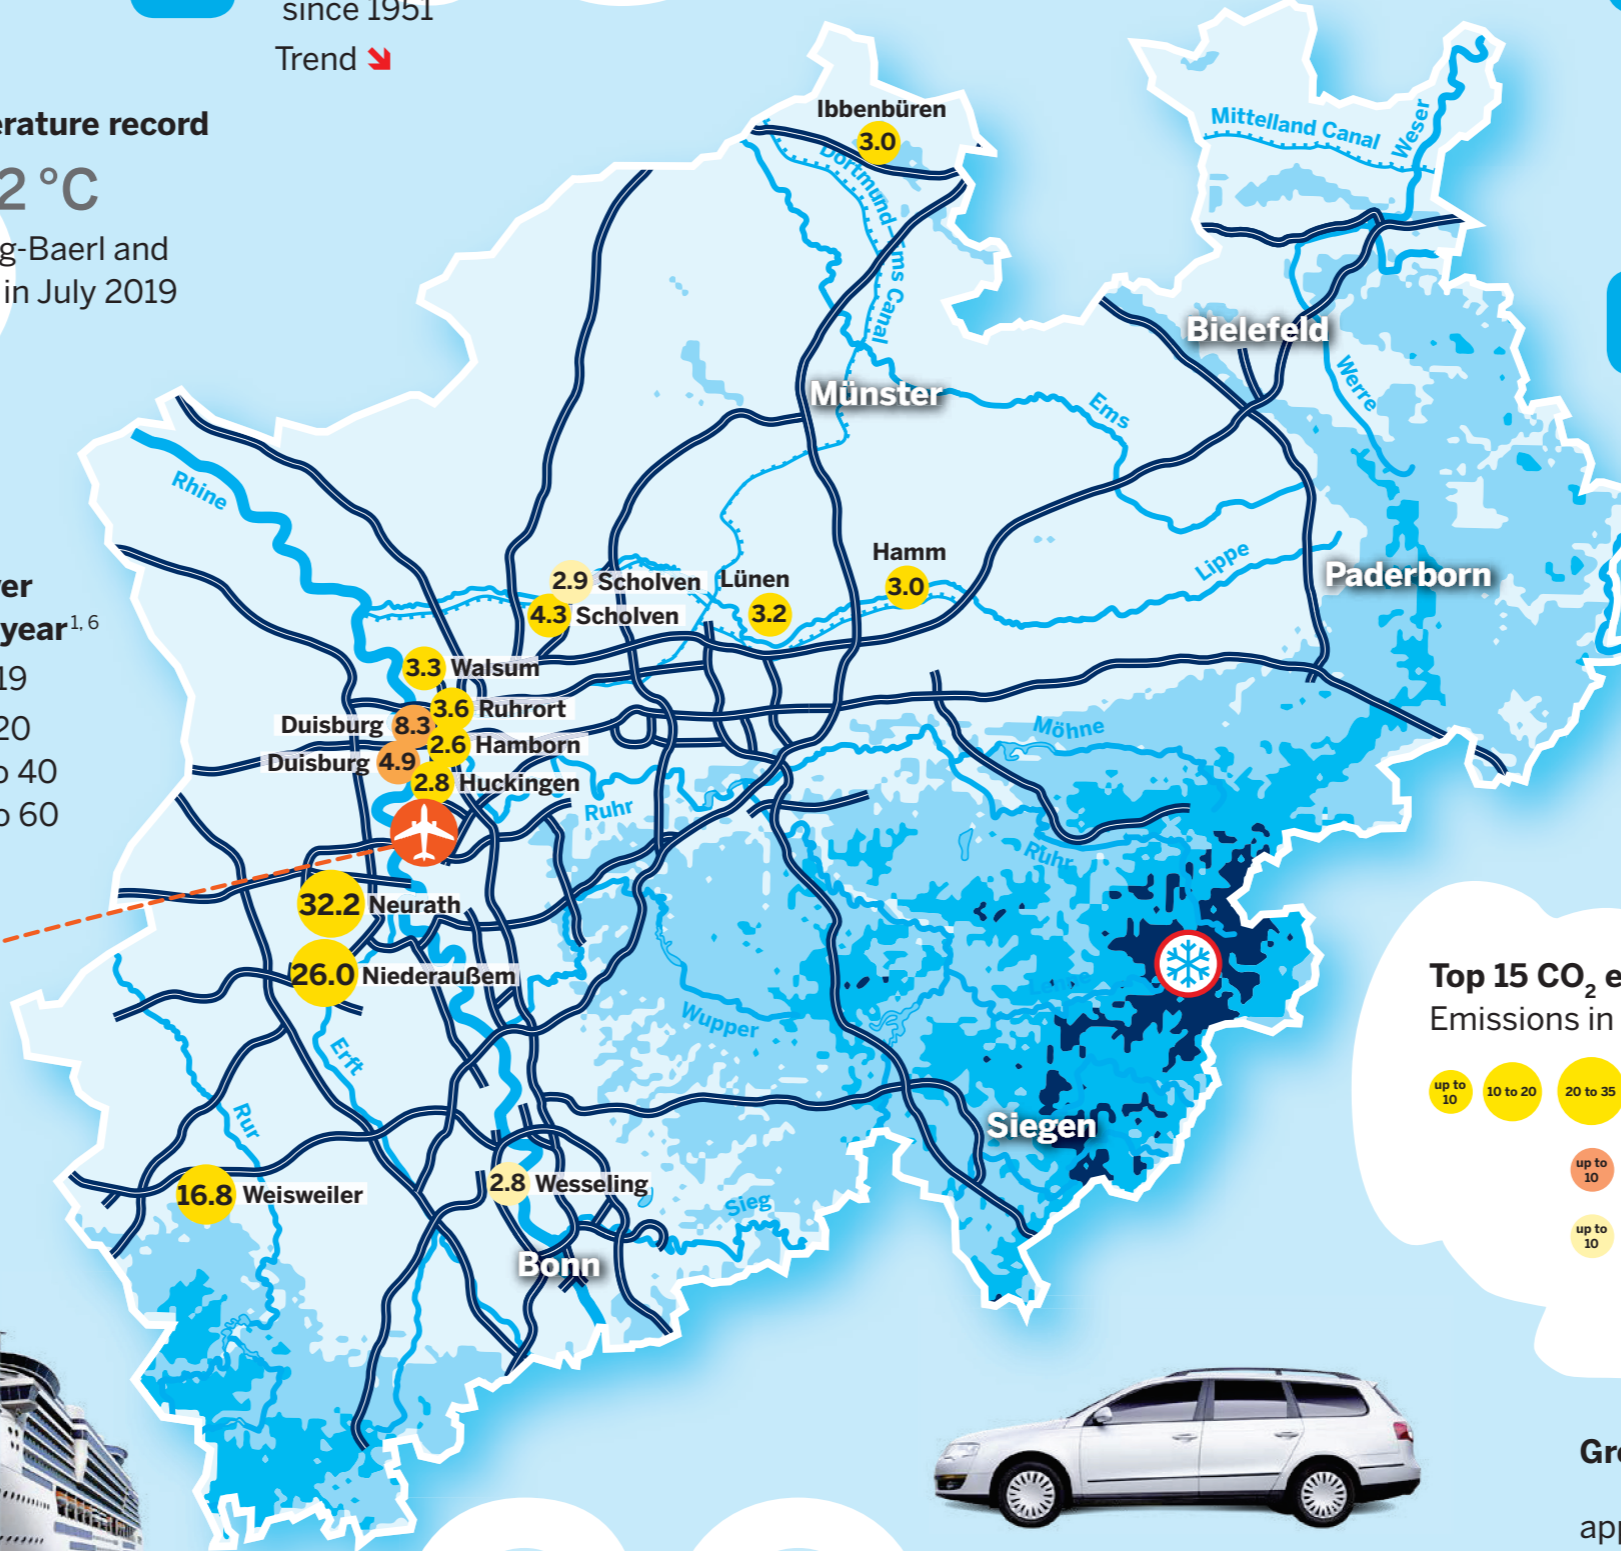 since 1951
Trend
erature record
2 °C
g-Baerl and
in July 2019
er
year 1, 6
19
20
o 40
o 60
Ibbenbüren
3.0
Dortmund–Ems Canal
Mittelland Canal
Weser
Bielefeld
Münster
Werre
Ems
Rhine
Hamm
3.0
Lippe
Paderborn
2.9 Scholven
Lünen
3.2
4.3 Scholven
3.3 Walsum
3.6 Ruhrort
Duisburg 8.3
2.6 Hamborn
Duisburg 4.9
2.8 Huckingen
Möhne
Ruhr
Ruhr
32.2 Neurath
26.0 Niederaußem
Lenne
Wupper
Erft
Rur
Siegen
16.8 Weisweiler
2.8 Wesseling
Sieg
Bonn
Top 15 CO2 e
Emissions in
up to
10
10 to 20
20 to 35
up to
10
up to
10
Gre
app